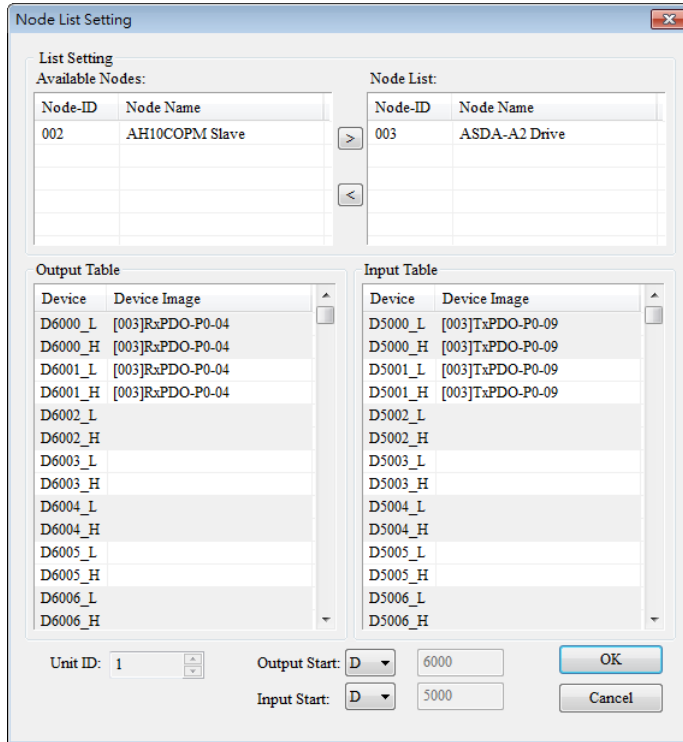 Node List Setting
List Setting
Available Nodes:
Node List:
Node-ID Node Name
Node-ID Node Name
002 AH10COPM Slave
>
003 ASDA-A2 Drive
<
Output Table
Input Table
Device Device Image
Device Device Image
D6000_L [003]RxPDO-P0-04
D5000_L [003]TxPDO-P0-09
D6000_H [003]RxPDO-P0-04
D5000_H [003]TxPDO-P0-09
D6001_L [003]RxPDO-P0-04
D5001_L [003]TxPDO-P0-09
D6001_H [003]RxPDO-P0-04
D5001_H [003]TxPDO-P0-09
D6002_L
D5002_L
D6002_H
D5002_H
D6003_L
D5003_L
D6003_H
D5003_H
D6004_L
D5004_L
D6004_H
D5004_H
D6005_L
D5005_L
D6005_H
D5005_H
D6006_L
D5006_L
D6006_H
D5006_H
Unit ID: 1
Output Start: D 6000
OK
Input Start: D 5000
Cancel